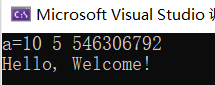 Microsoft Visual Studio
a=10 5 546306792
Hello, Welcome!